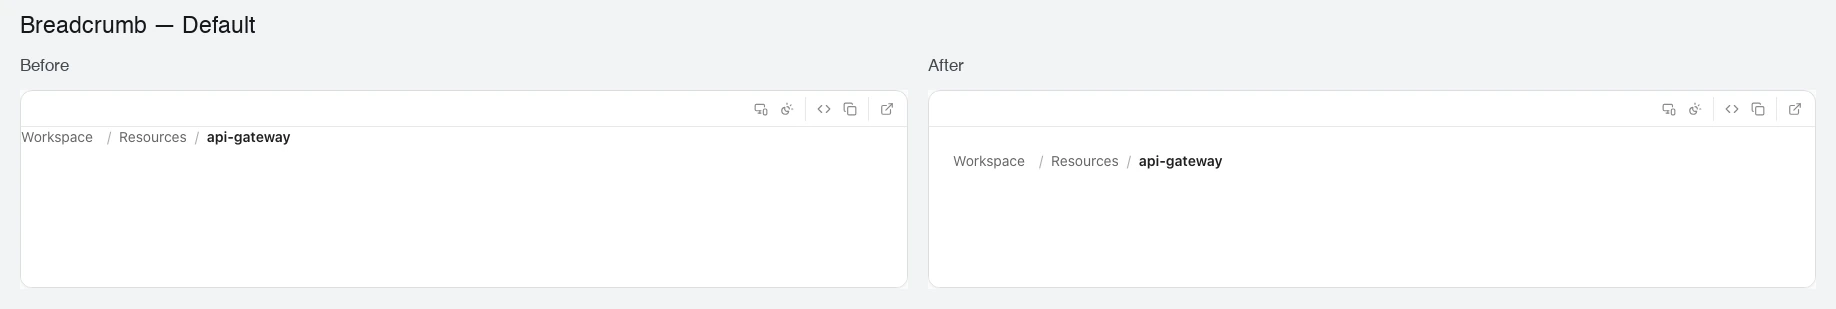 Breadcrumb — Default
Before
After
Workspace / Resources / api-gateway
Workspace / Resources / api-gateway